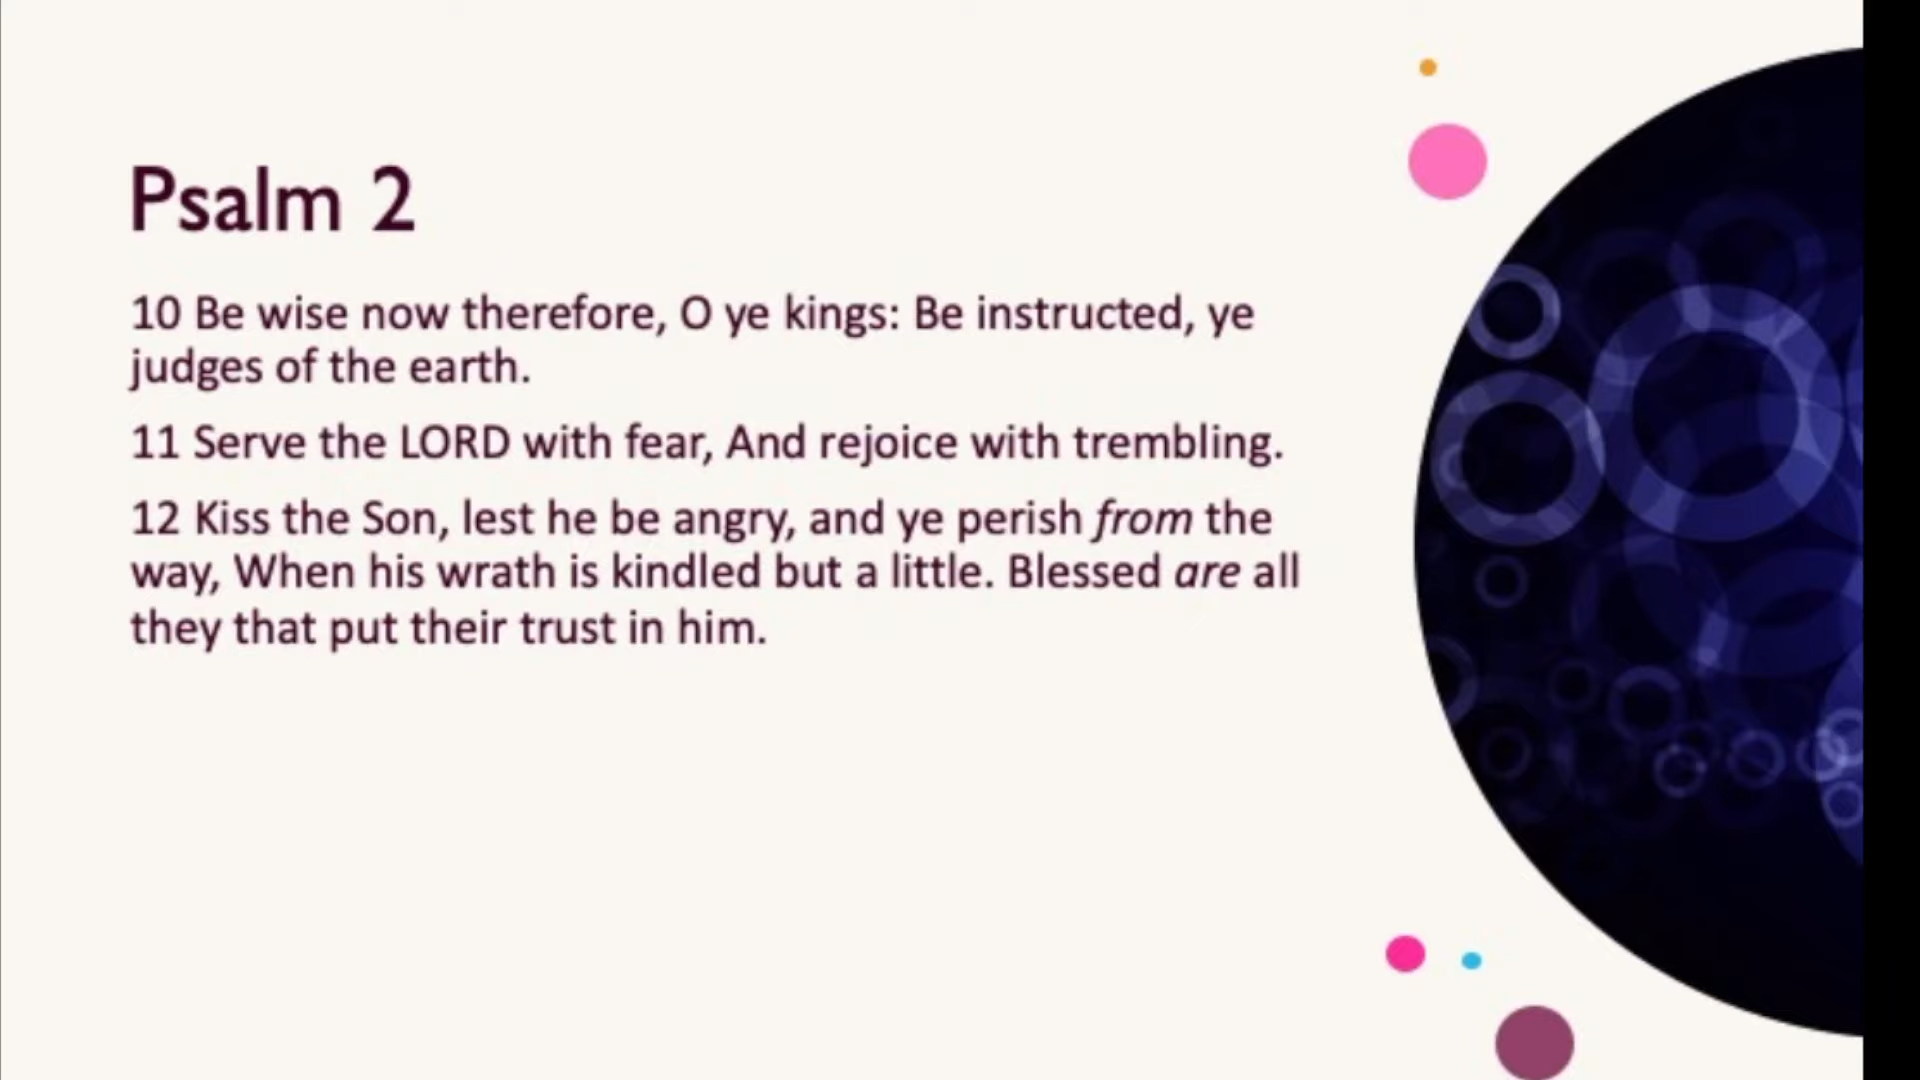 Psalm 2
10 Be wise now therefore, O ye kings: Be instructed, ye
judges of the earth.
11 Serve the LORD with fear, And rejoice with trembling.
12 Kiss the Son, lest he be angry, and ye perish from the
way, When his wrath is kindled but a little. Blessed are all
they that put their trust in him.